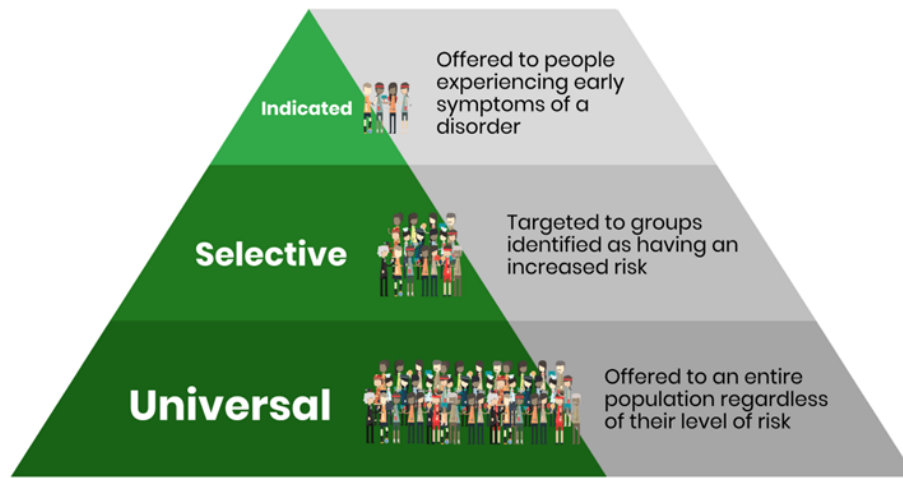 Indicated
Offered to people
experiencing early
symptoms of a
disorder
Selective
Targeted to groups
identified as having an
increased risk
Universal
Offered to an entire
population regardless
of their level of risk